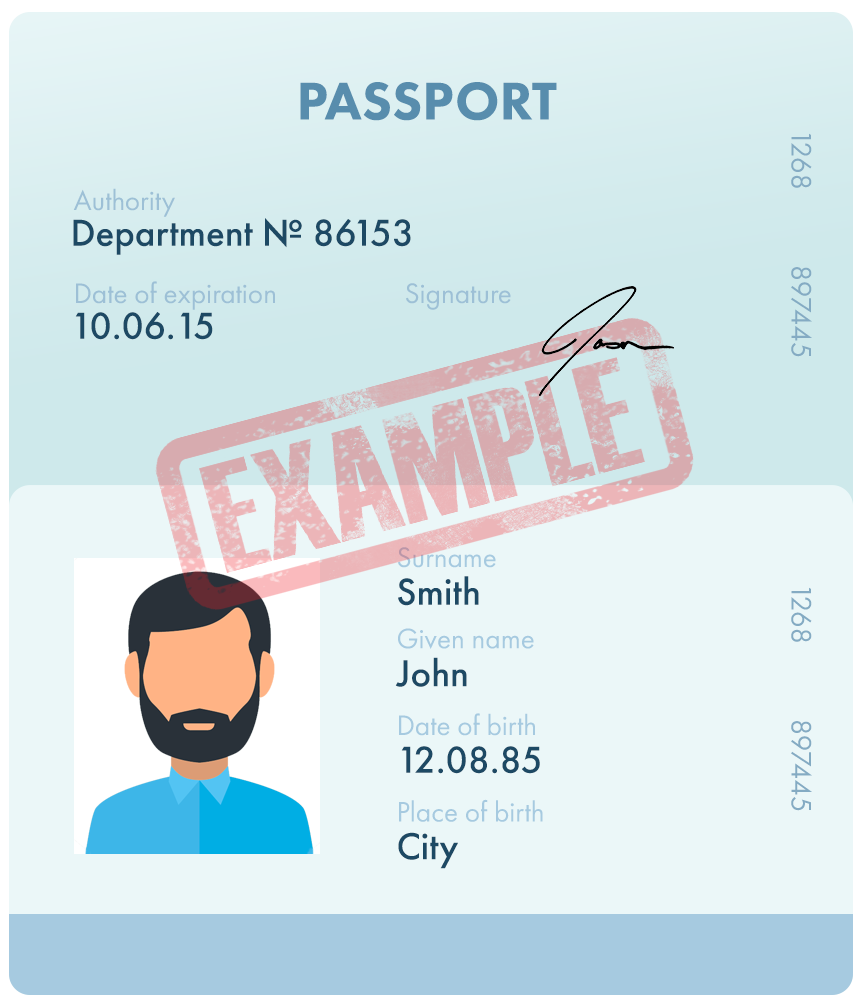 PASSPORT
1268
Authority
Department Nº 86153
897445
Date of expiration
10.06.15
Signature
Jason
EXAMPLE
Surname
Smith
Given name
John
Date of birth
12.08.85
Place of birth
City
1268
897445